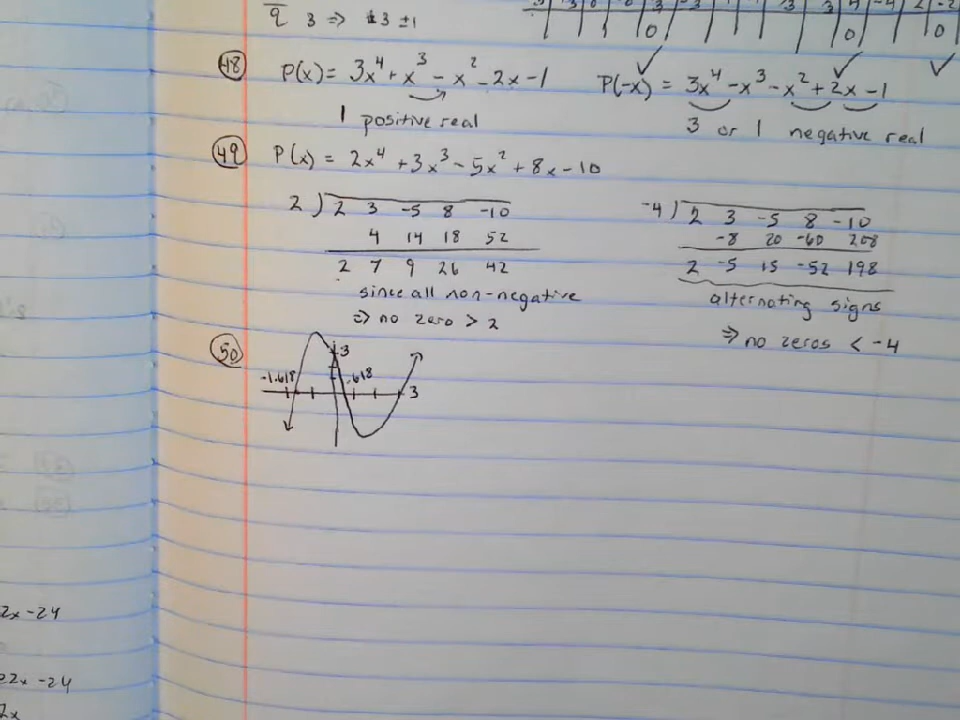 q 3 ⇒ ±3 ±1
0 0 0
48 P(x) = 3x⁴ + x³ - x² - 2x - 1 P(-x) = 3x⁴ - x³ - x² + 2x - 1
1 positive real 3 or 1 negative real
49 P(x) = 2x⁴ + 3x³ - 5x² + 8x - 10
2 ) 2 3 -5 8 -10 -4 ) 2 3 -5 8 -10
4 14 18 52 -8 20 -60 208
2 7 9 26 42 2 -5 15 -52 198
since all non-negative alternating signs
⇒ no zero > 2 ⇒ no zeros < -4
50 3
-1.618 .618
3
2x - 24
22x - 24
2x